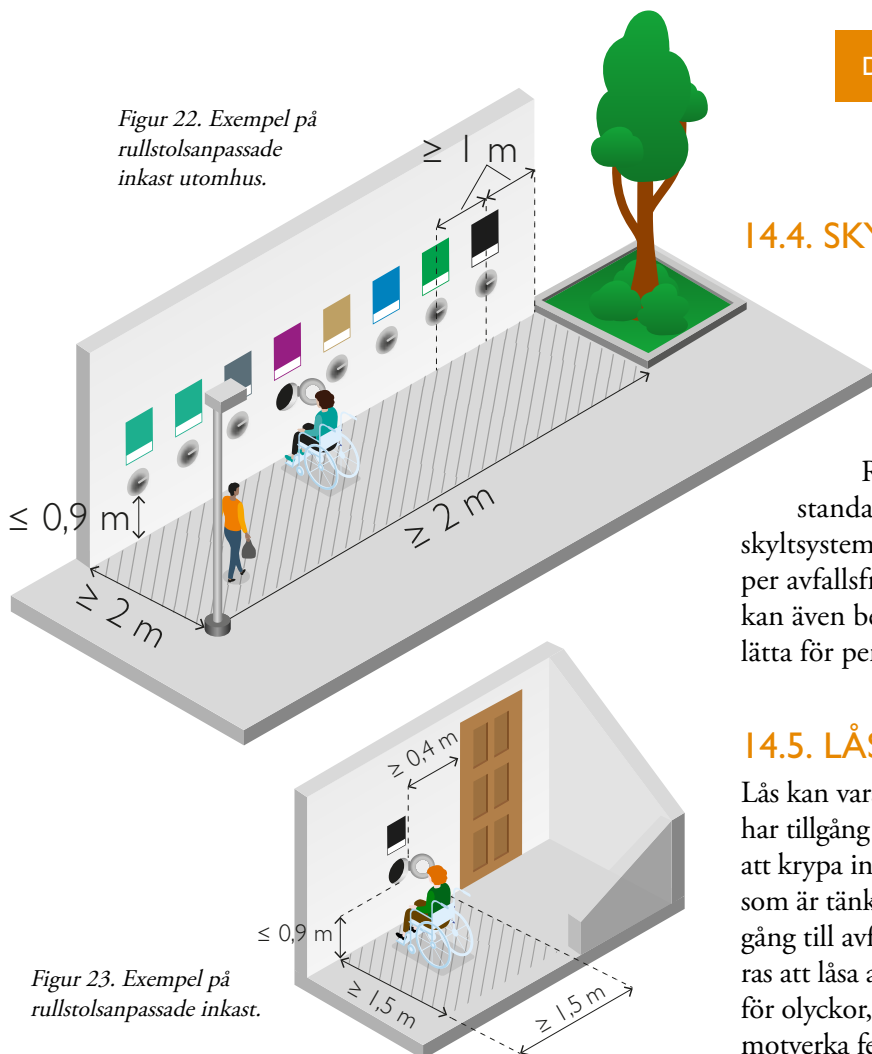 Figur 22. Exempel på
rullstolsanpassade
inkast utomhus.
≥ 1 m
≤ 0,9 m
≥ 2 m
≥ 2 m
≥ 0,4 m
≤ 0,9 m
≥ 1,5 m
≥ 1,5 m
Figur 23. Exempel på
rullstolsanpassade inkast.
D
14.4. SKY
R
standa
skyltsystem
per avfallsfr
kan även be
lätta för per
14.5. LÅS
Lås kan vara
har tillgång
att krypa in
som är tänk
gång till avf
ras att låsa a
för olyckor,
motverka fe